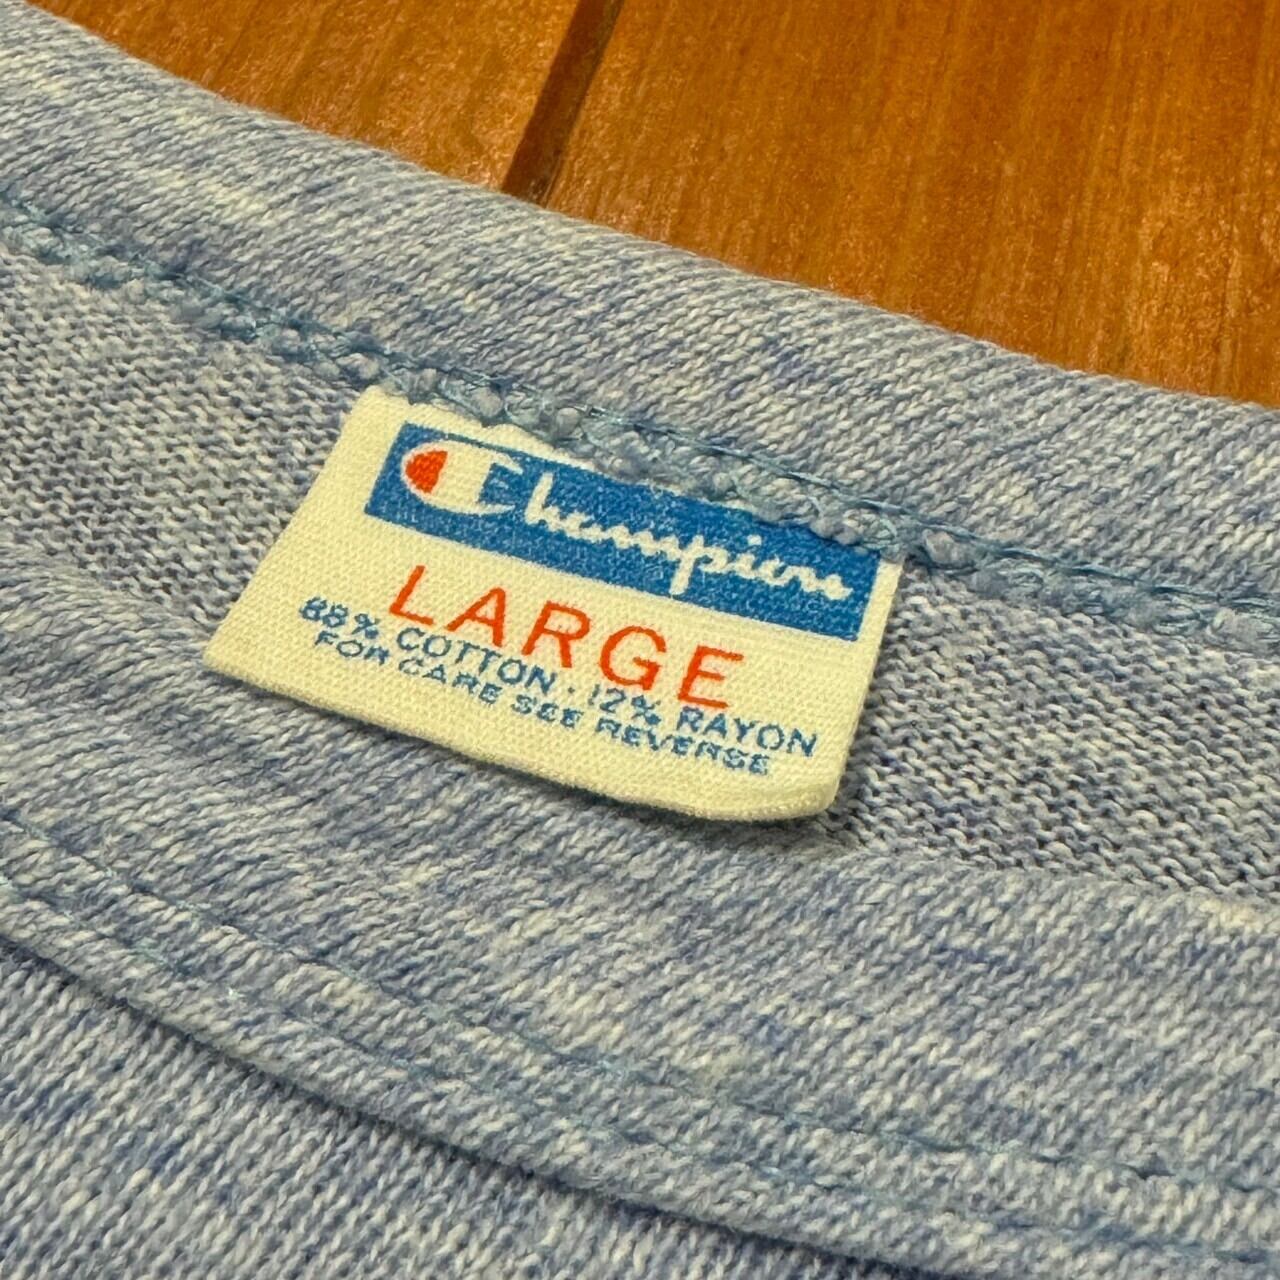 Champion
LARGE
88% COTTON · 12% RAYON
FOR CARE SEE REVERSE